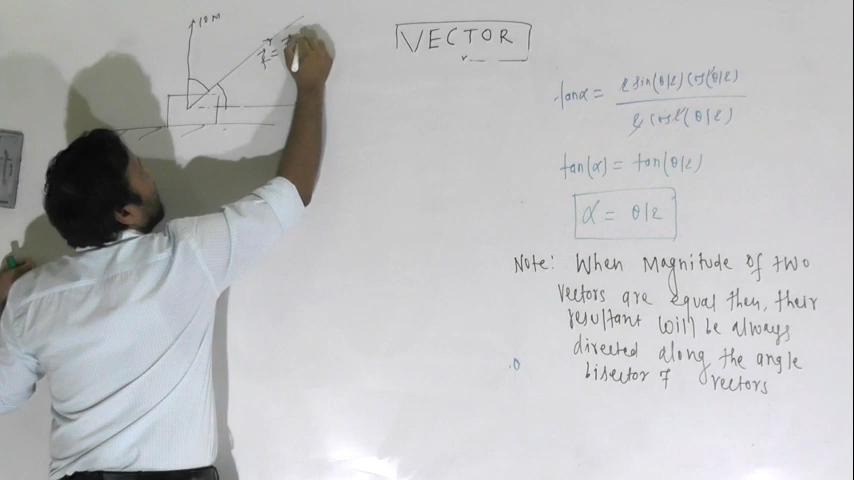 VECTOR
10 N
tanα = 2 sin(θ/2) cos(θ/2)
2 cos²(θ/2)
tan(α) = tan(θ/2)
α = θ/2
Note: When Magnitude of two
vectors are equal then, their
resultant will be always
directed along the angle
bisector of vectors